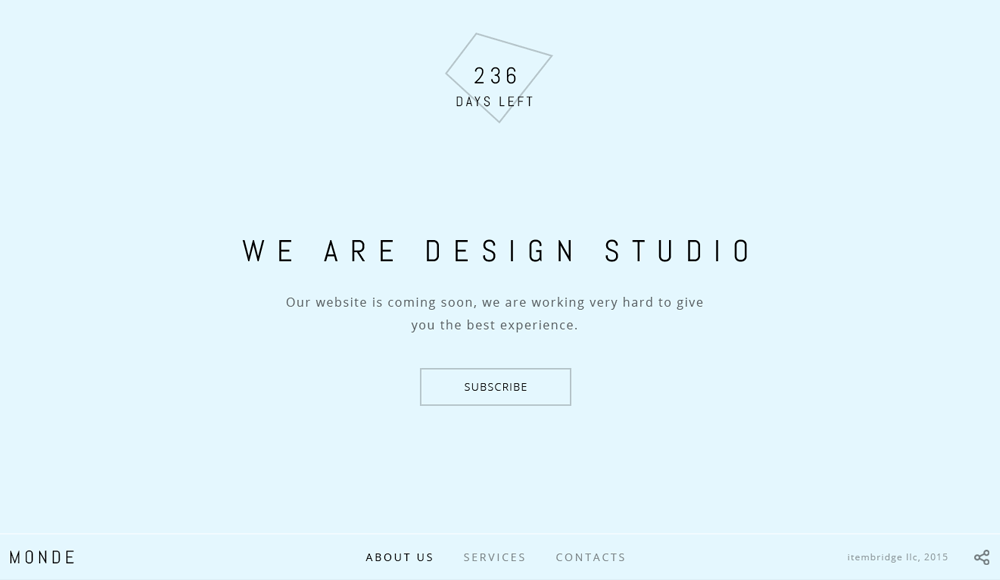 236
DAYS LEFT
WE ARE DESIGN STUDIO
Our website is coming soon, we are working very hard to give
you the best experience.
SUBSCRIBE
MONDE
ABOUT US
SERVICES
CONTACTS
itembridge llc, 2015